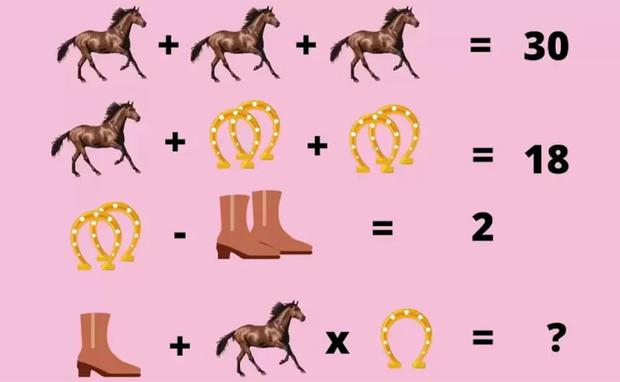 + + = 30
+ + = 18
- = 2
+ x = ?